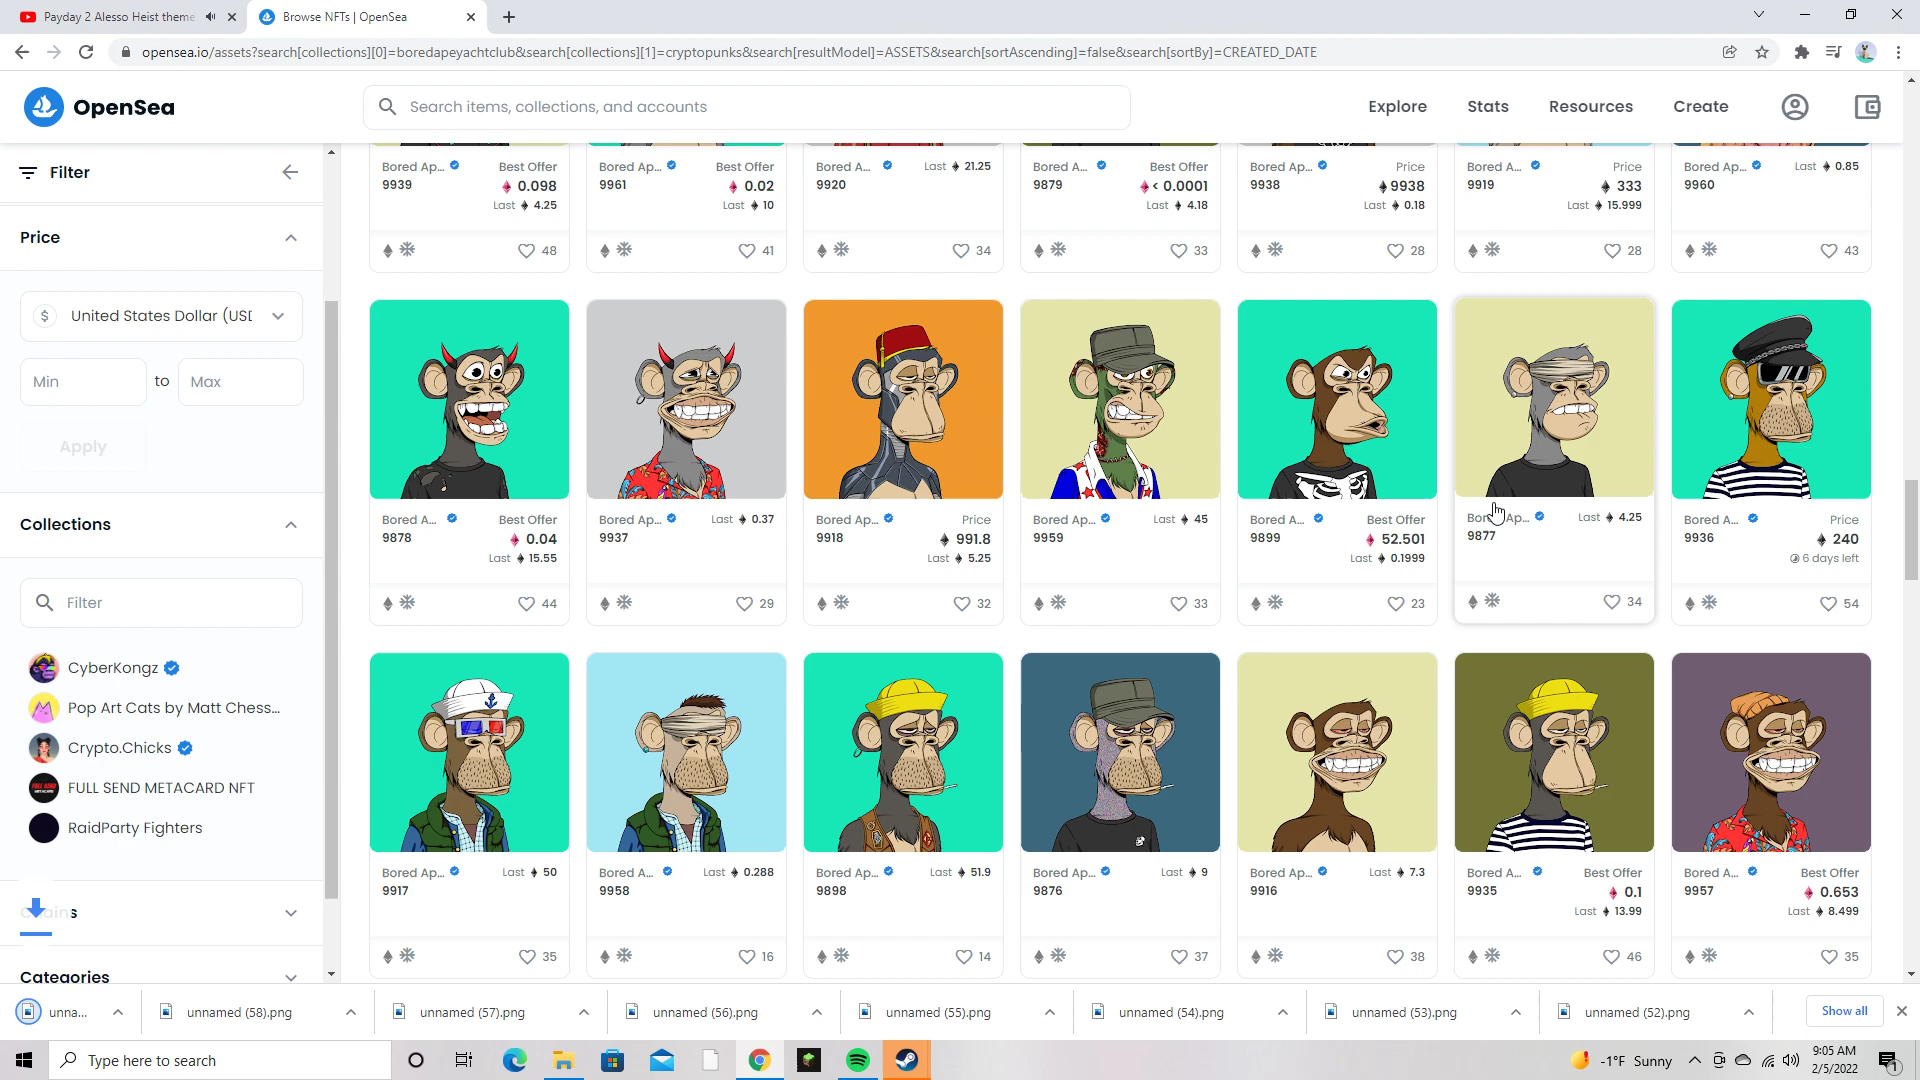 Payday 2 Alesso Heist theme
Browse NFTs | OpenSea
opensea.io/assets?search[collections][0]=boredapeyachtclub&search[collections][1]=cryptopunks&search[resultModel]=ASSETS&search[sortAscending]=false&search[sortBy]=CREATED_DATE
OpenSea
Search items, collections, and accounts
Explore
Stats
Resources
Create
Filter
Price
$ United States Dollar (USD
Min to Max
Apply
Collections
Filter
CyberKongz
Pop Art Cats by Matt Chess...
Crypto.Chicks
FULL SEND METACARD NFT
RaidParty Fighters
Chains
Categories
Bored Ap... Best Offer
9939 0.098
Last 4.25
48
Bored Ap... Best Offer
9961 0.02
Last 10
41
Bored A... Last 21.25
9920
34
Bored A... Best Offer
9879 < 0.0001
Last 4.18
33
Bored Ap... Price
9938 9938
Last 0.18
28
Bored Ap... Price
9919 333
Last 15.999
28
Bored Ap... Last 0.85
9960
43
Bored A... Best Offer
9878 0.04
Last 15.55
44
Bored Ap... Last 0.37
9937
29
Bored Ap... Price
9918 991.8
Last 5.25
32
Bored Ap... Last 45
9959
33
Bored A... Best Offer
9899 52.501
Last 0.1999
23
Bored Ap... Last 4.25
9877
34
Bored A... Price
9936 240
6 days left
54
Bored Ap... Last 50
9917
35
Bored A... Last 0.288
9958
16
Bored Ap... Last 51.9
9898
14
Bored Ap... Last 9
9876
37
Bored Ap... Last 7.3
9916
38
Bored A... Best Offer
9935 0.1
Last 13.99
46
Bored A... Best Offer
9957 0.653
Last 8.499
35
unna...
unnamed (58).png
unnamed (57).png
unnamed (56).png
unnamed (55).png
unnamed (54).png
unnamed (53).png
unnamed (52).png
Show all
Type here to search
-1°F Sunny
9:05 AM
2/5/2022
1